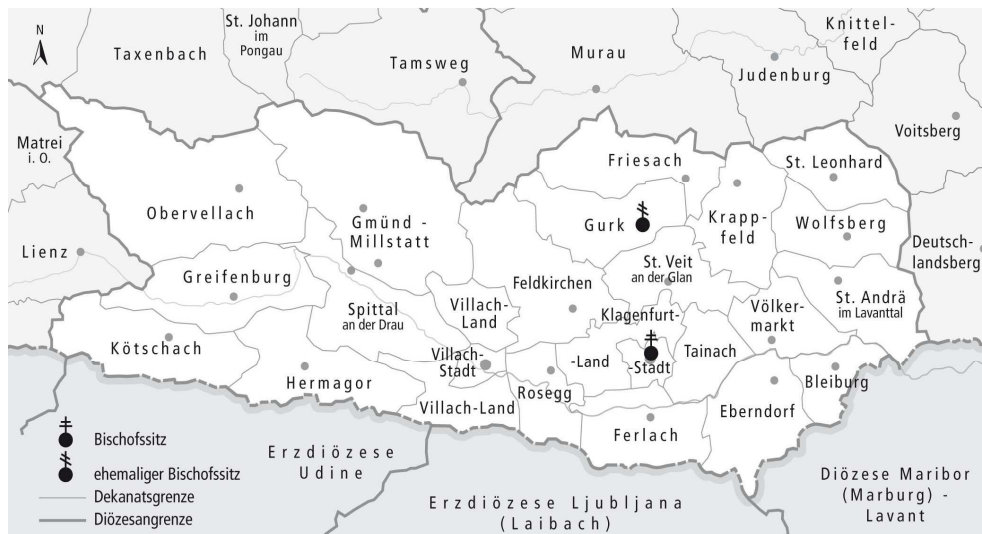 N
Taxenbach
St. Johann
im
Pongau
Tamsweg
Murau
Knittel-
feld
Judenburg
Voitsberg
Matrei
i. O.
Lienz
Obervellach
Gmünd -
Millstatt
Friesach
St. Leonhard
Gurk
Krapp-
feld
Wolfsberg
Deutsch-
landsberg
Greifenburg
Feldkirchen
St. Veit
an der Glan
Spittal
an der Drau
Villach-
Land
Klagenfurt-
Völker-
markt
St. Andrä
im Lavanttal
Kötschach
Villach-
Stadt
-Land
-Stadt
Tainach
Hermagor
Rosegg
Bleiburg
Villach-Land
Eberndorf
Ferlach
Bischofssitz
ehemaliger Bischofssitz
Dekanatsgrenze
Diözesangrenze
Erzdiözese
Udine
Erzdiözese Ljubljana
(Laibach)
Diözese Maribor
(Marburg) -
Lavant